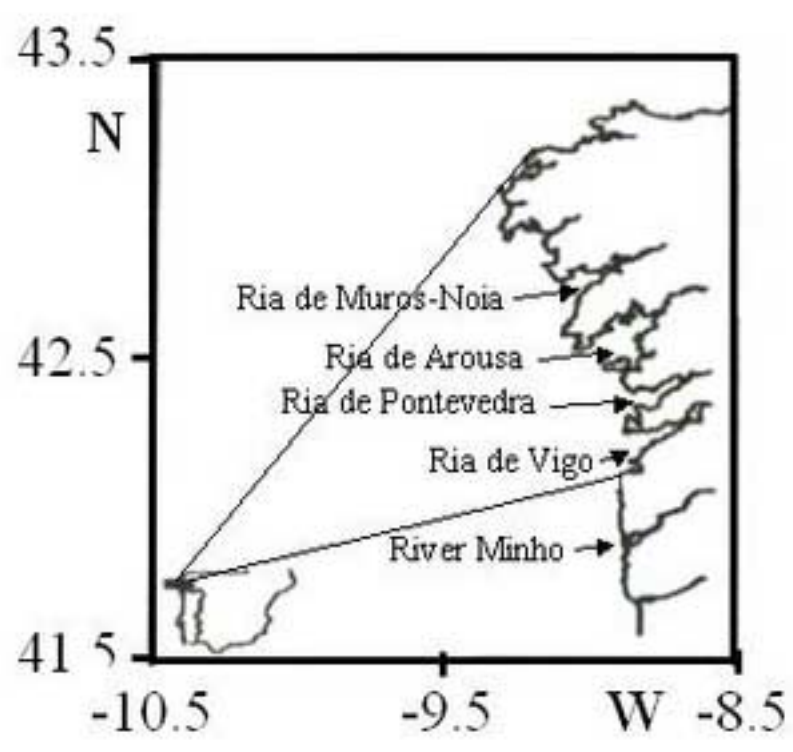 43.5
N
Ria de Muros-Noia
42.5
Ria de Arousa
Ria de Pontevedra
Ria de Vigo
River Minho
41 5
-10.5
-9.5
W
-8.5